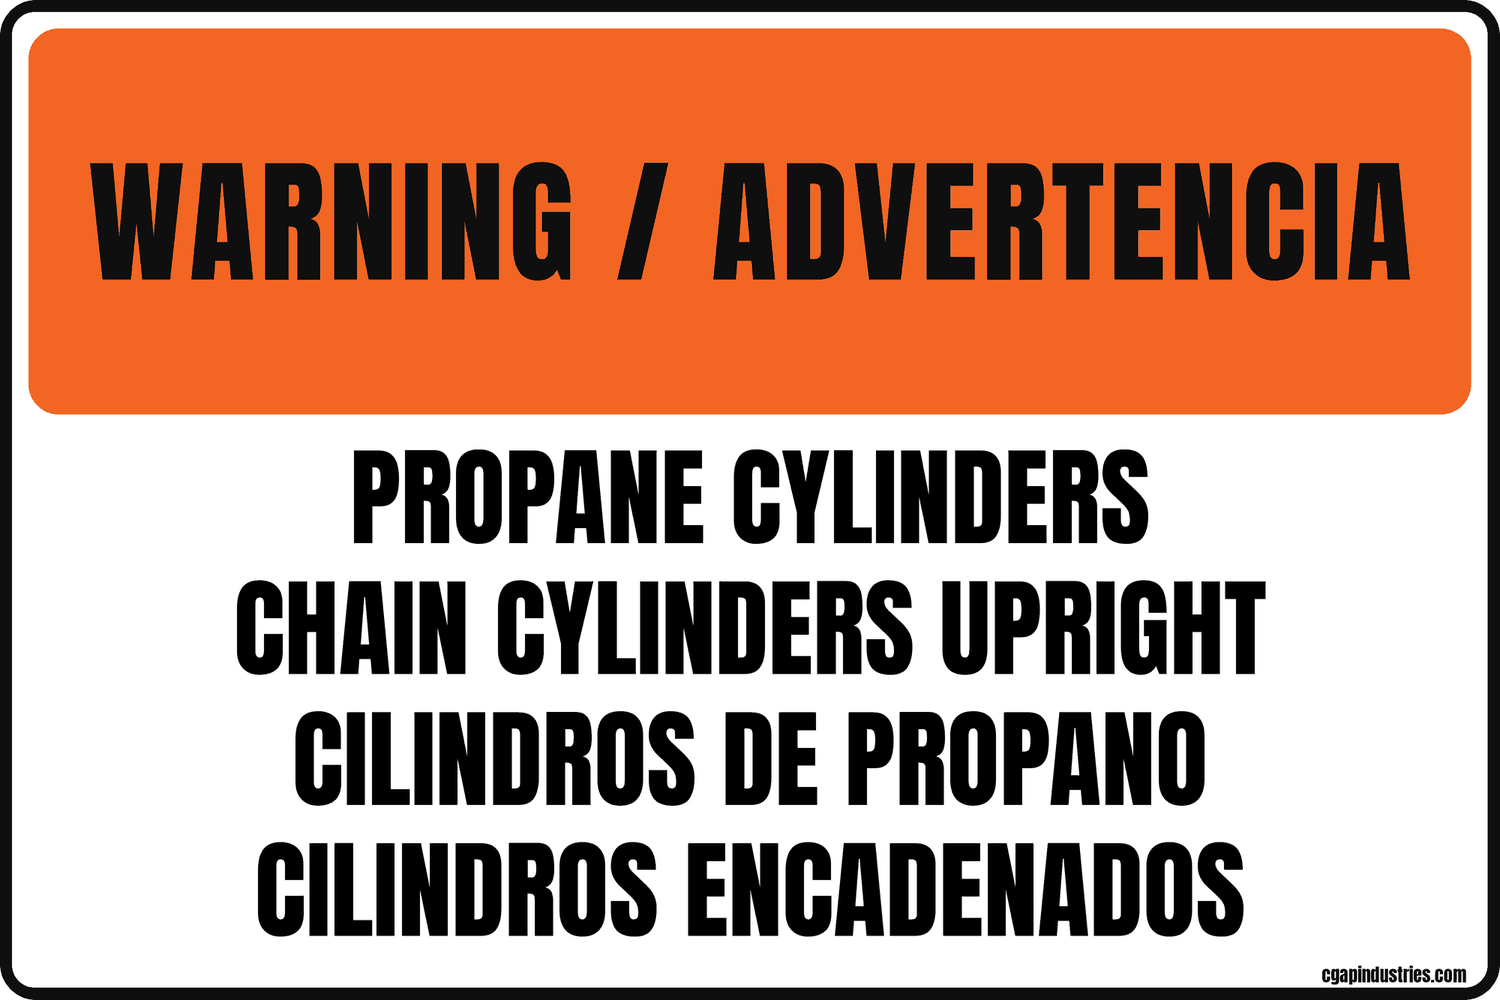 WARNING / ADVERTENCIA
PROPANE CYLINDERS
CHAIN CYLINDERS UPRIGHT
CILINDROS DE PROPANO
CILINDROS ENCADENADOS
cgapindustries.com